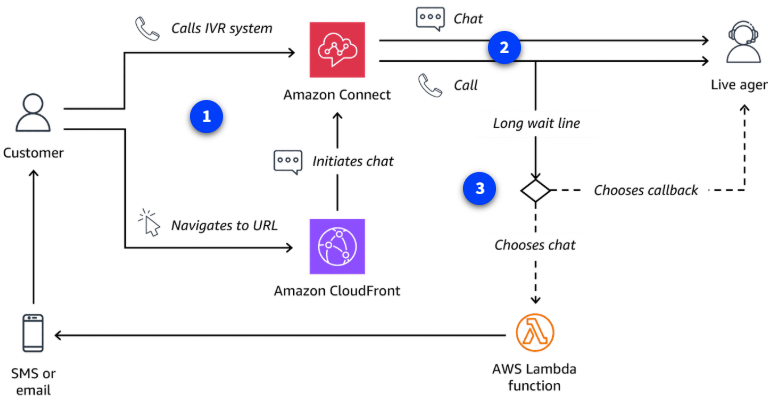 Calls IVR system
Chat
2
Amazon Connect
Call
Live agen
1
Customer
Long wait line
Initiates chat
3
Chooses callback
Navigates to URL
Chooses chat
Amazon CloudFront
SMS or
email
AWS Lambda
function